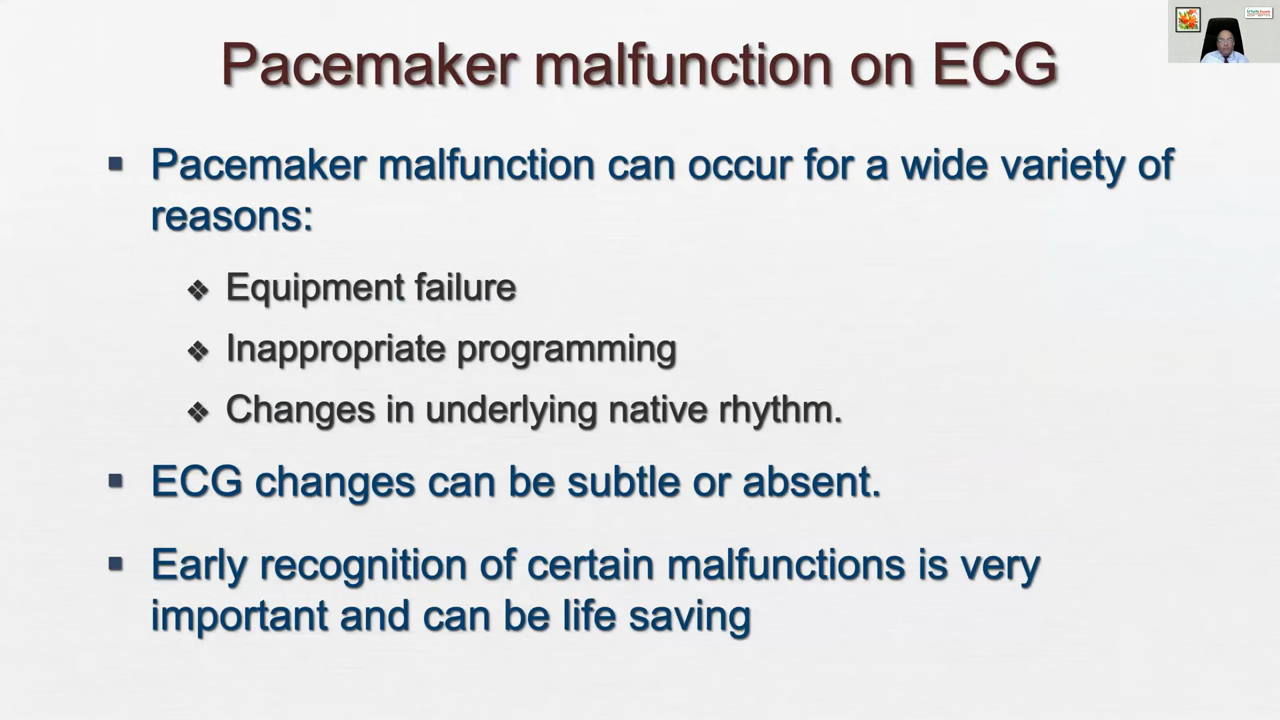 Pacemaker malfunction on ECG
Pacemaker malfunction can occur for a wide variety of
reasons:
Equipment failure
Inappropriate programming
Changes in underlying native rhythm.
ECG changes can be subtle or absent.
Early recognition of certain malfunctions is very
important and can be life saving